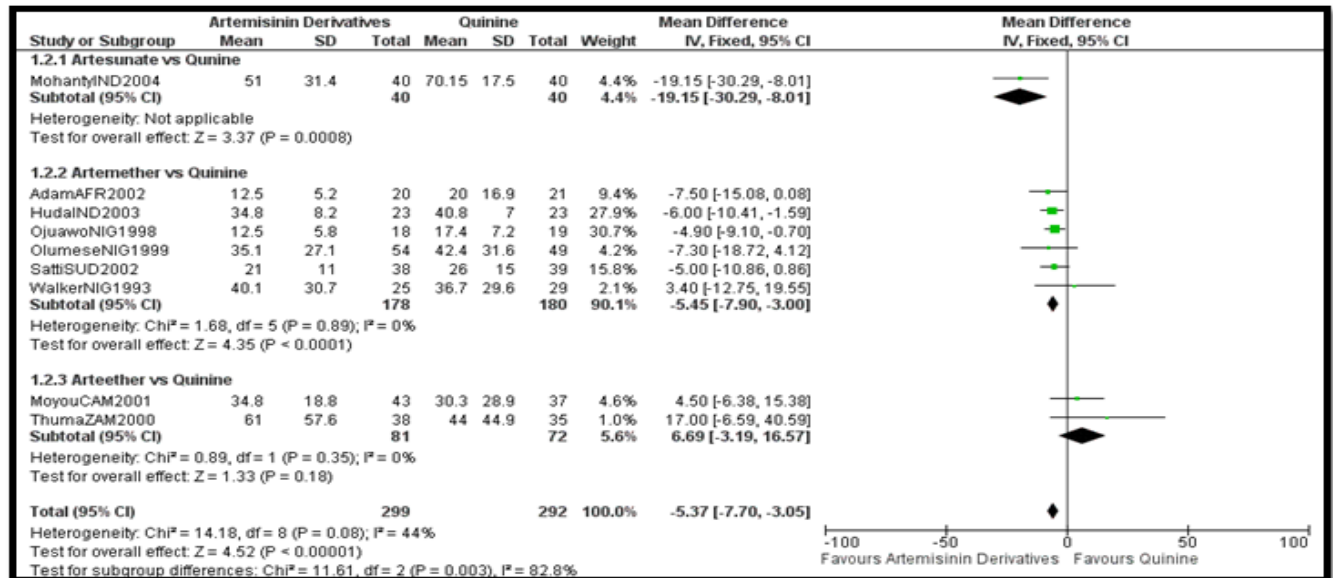 Artemisinin Derivatives Quinine Mean Difference Mean Difference
Study or Subgroup Mean SD Total Mean SD Total Weight IV, Fixed, 95% CI IV, Fixed, 95% CI
1.2.1 Artesunate vs Qunine
MohantyIND2004 51 31.4 40 70.15 17.5 40 4.4% -19.15 [-30.29, -8.01]
Subtotal (95% CI) 40 40 4.4% -19.15 [-30.29, -8.01]
Heterogeneity: Not applicable
Test for overall effect: Z = 3.37 (P = 0.0008)
1.2.2 Artemether vs Quinine
AdamAFR2002 12.5 5.2 20 20 16.9 21 9.4% -7.50 [-15.08, 0.08]
HudaIND2003 34.8 8.2 23 40.8 7 23 27.9% -6.00 [-10.41, -1.59]
OjuawoNIG1998 12.5 5.8 18 17.4 7.2 19 30.7% -4.90 [-9.10, -0.70]
OlumeseNIG1999 35.1 27.1 54 42.4 31.6 49 4.2% -7.30 [-18.72, 4.12]
SattiSUD2002 21 11 38 26 15 39 15.8% -5.00 [-10.86, 0.86]
WalkerNIG1993 40.1 30.7 25 36.7 29.6 29 2.1% 3.40 [-12.75, 19.55]
Subtotal (95% CI) 178 180 90.1% -5.45 [-7.90, -3.00]
Heterogeneity: Chi² = 1.68, df = 5 (P = 0.89); I² = 0%
Test for overall effect: Z = 4.35 (P < 0.0001)
1.2.3 Arteether vs Quinine
MoyouCAM2001 34.8 18.8 43 30.3 28.9 37 4.6% 4.50 [-6.38, 15.38]
ThumaZAM2000 61 57.6 38 44 44.9 35 1.0% 17.00 [-6.59, 40.59]
Subtotal (95% CI) 81 72 5.6% 6.69 [-3.19, 16.57]
Heterogeneity: Chi² = 0.89, df = 1 (P = 0.35); I² = 0%
Test for overall effect: Z = 1.33 (P = 0.18)
Total (95% CI) 299 292 100.0% -5.37 [-7.70, -3.05]
Heterogeneity: Chi² = 14.18, df = 8 (P = 0.08); I² = 44%
Test for overall effect: Z = 4.52 (P < 0.00001)
Test for subgroup differences: Chi² = 11.61, df = 2 (P = 0.003), I² = 82.8%
-100 -50 0 50 100
Favours Artemisinin Derivatives Favours Quinine